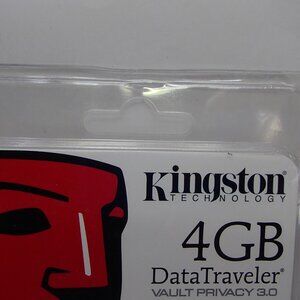 Kingston
TECHNOLOGY
4GB
DataTraveler®
VAULT PRIVACY 3.0